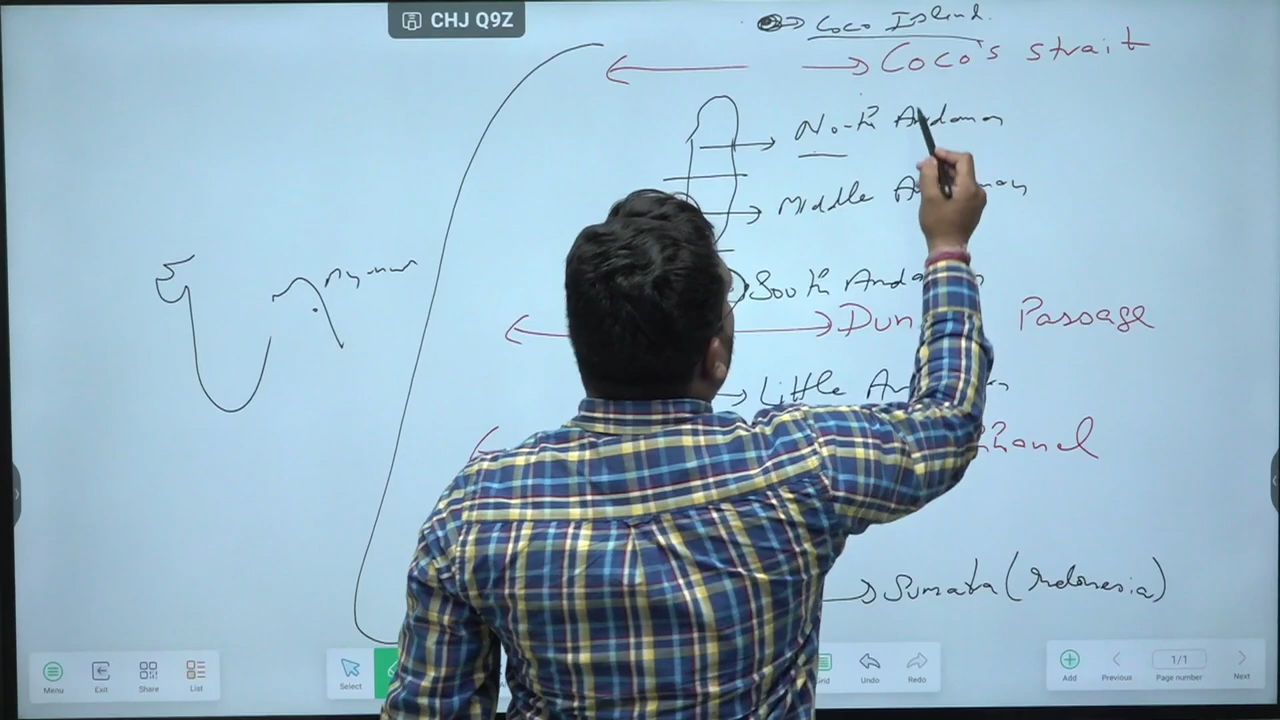 CHJ Q9Z
Coco Island.
Coco's strait
North Andaman
Middle
South
Myanmar
Passage
Little
Sumatra (Indonesia)
Menu
Exit
Share
List
Select
Undo
Redo
Add
Previous
1/1
Page number
Next